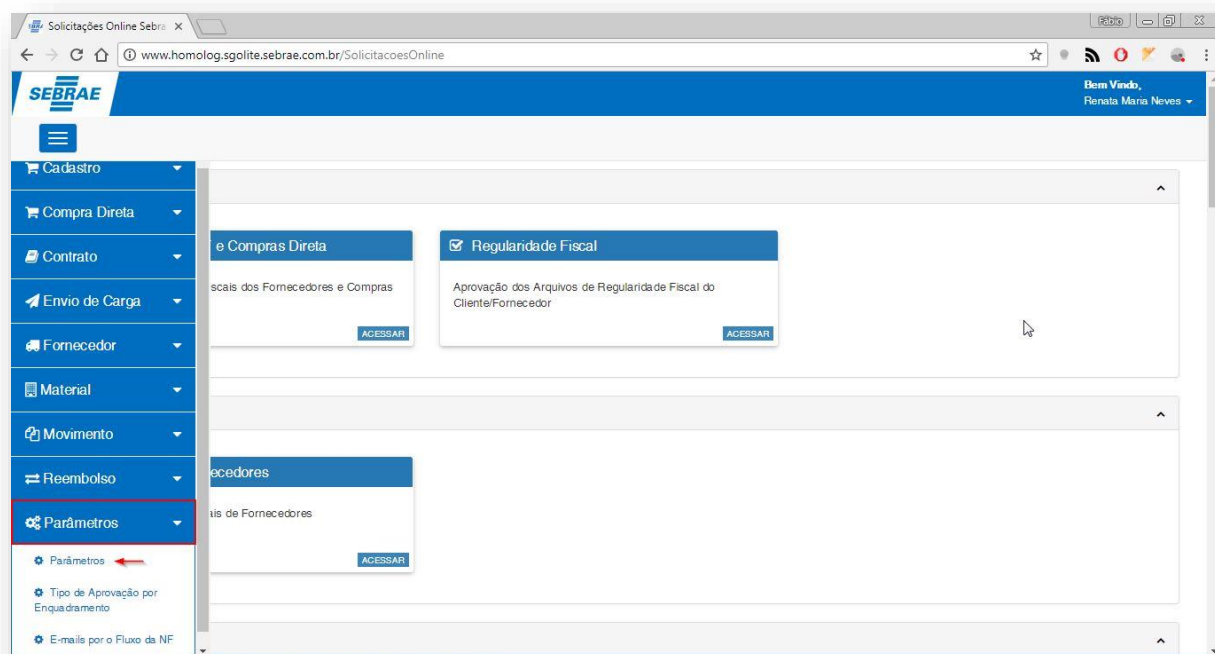 Solicitações Online Sebra
Fábio
www.homolog.sgolite.sebrae.com.br/SolicitacoesOnline
SEBRAE
Bem Vindo,
Renata Maria Neves
Cadastro
Compra Direta
Contrato
Envio de Carga
Fornecedor
Material
Movimento
Reembolso
Parâmetros
Parâmetros
Tipo de Aprovação por
Enquadramento
E-mails por o Fluxo da NF
e Compras Direta
scais dos Fornecedores e Compras
ACESSAR
Regularidade Fiscal
Aprovação dos Arquivos de Regularidade Fiscal do
Cliente/Fornecedor
ACESSAR
ecedores
ais de Fornecedores
ACESSAR